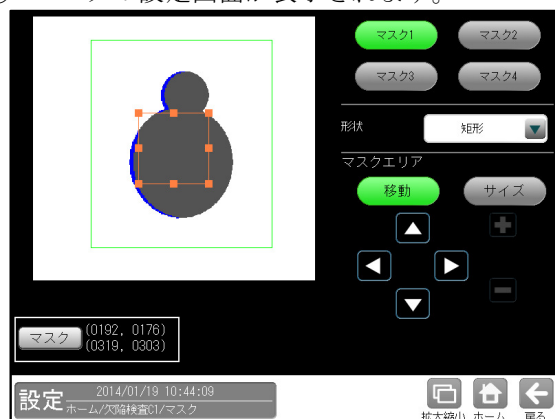 マスク1 マスク2
マスク3 マスク4
形状 矩形
マスクエリア
移動 サイズ
マスク (0192, 0176)
(0319, 0303)
設定 2014/01/19 10:44:09
ホーム/欠陥検査C1/マスク
拡大縮小 ホーム 戻る